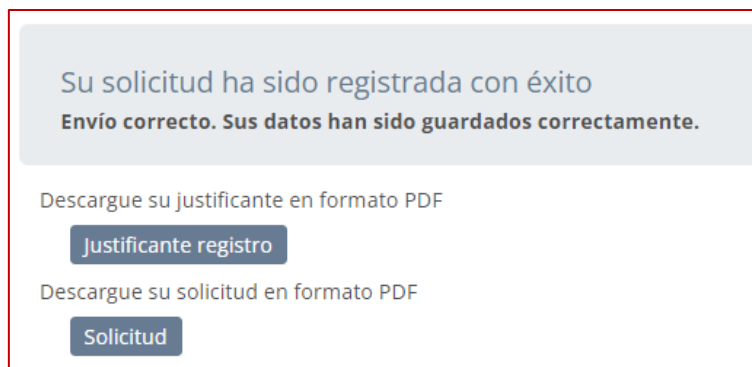 Su solicitud ha sido registrada con éxito
Envío correcto. Sus datos han sido guardados correctamente.
Descargue su justificante en formato PDF
Justificante registro
Descargue su solicitud en formato PDF
Solicitud